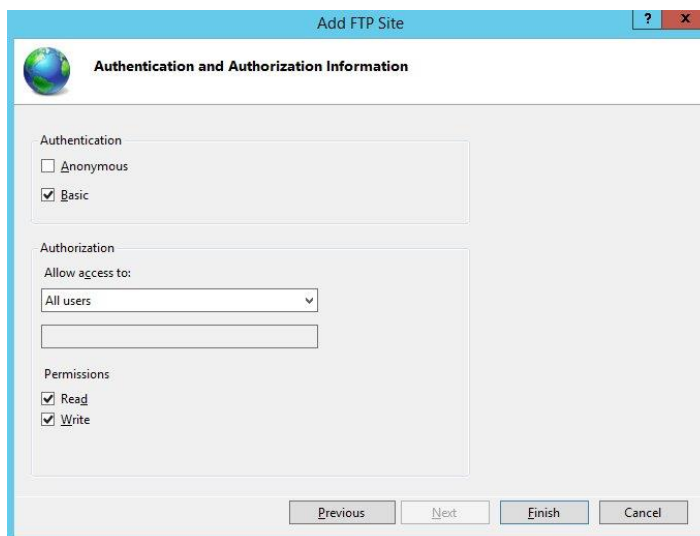 Add FTP Site
?
x
Authentication and Authorization Information
Authentication
Anonymous
Basic
Authorization
Allow access to:
All users
Permissions
Read
Write
Previous
Next
Finish
Cancel